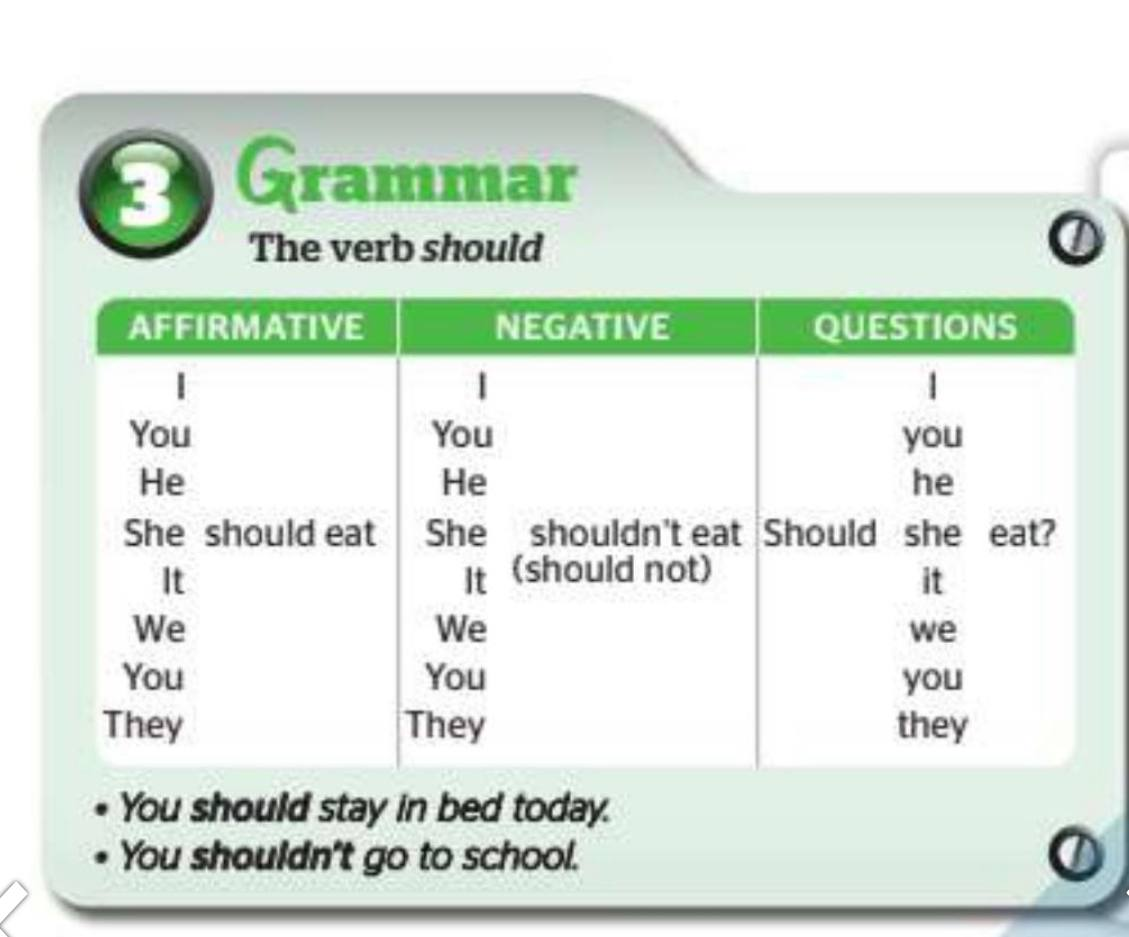 3 Grammar
The verb should
AFFIRMATIVE NEGATIVE QUESTIONS
I I I
You You you
He He he
She should eat She shouldn't eat Should she eat?
It It (should not) it
We We we
You You you
They They they
• You should stay in bed today.
• You shouldn't go to school.